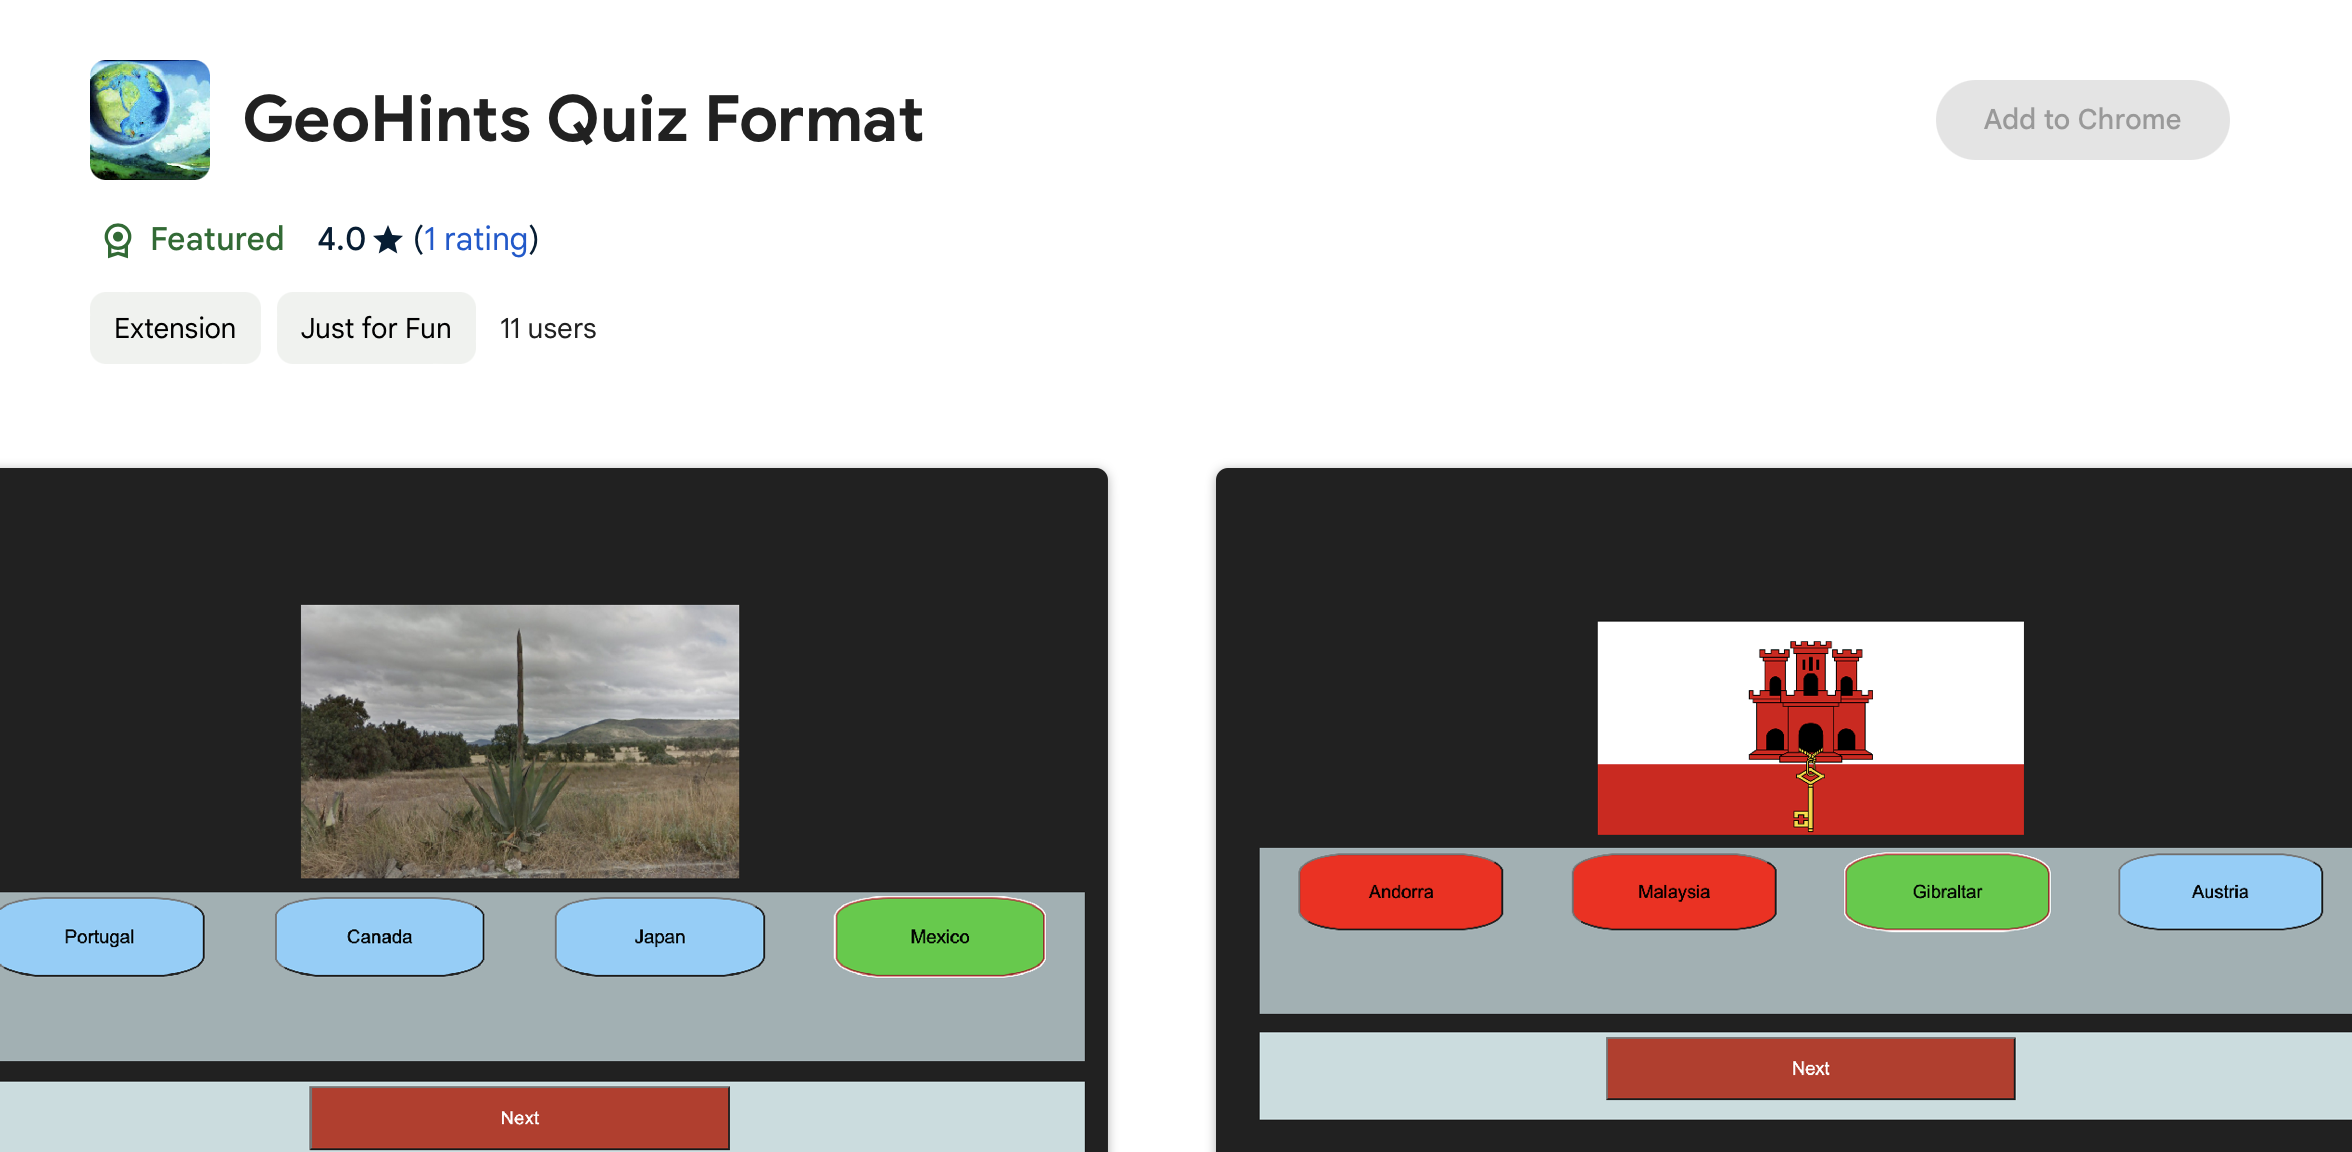 GeoHints Quiz Format
Add to Chrome
Featured 4.0 ★ (1 rating)
Extension Just for Fun 11 users
Portugal Canada Japan Mexico
Next
Andorra Malaysia Gibraltar Austria
Next